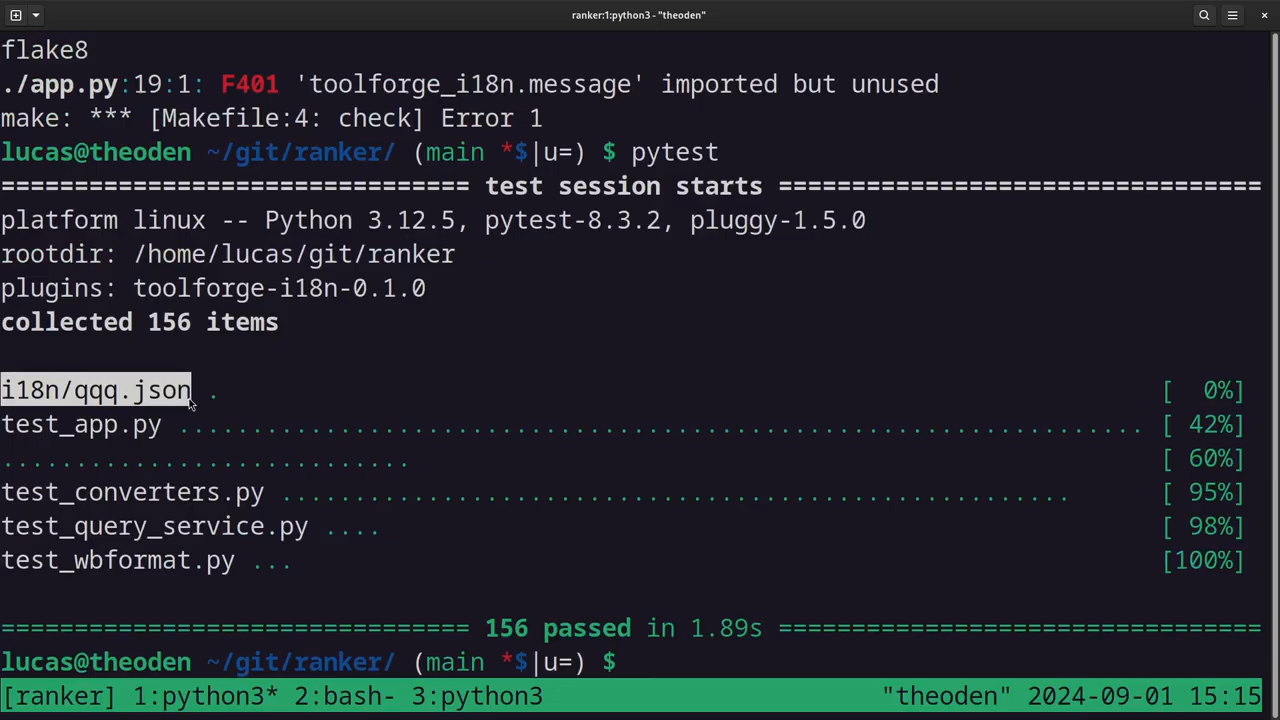 ranker:1:python3 - "theoden"
flake8
./app.py:19:1: F401 'toolforge_i18n.message' imported but unused
make: *** [Makefile:4: check] Error 1
lucas@theoden ~/git/ranker/ (main *$|u=) $ pytest
================================ test session starts =================================
platform linux -- Python 3.12.5, pytest-8.3.2, pluggy-1.5.0
rootdir: /home/lucas/git/ranker
plugins: toolforge-i18n-0.1.0
collected 156 items
i18n/qqq.json . [  0%]
test_app.py .................................................................. [ 42%]
............................ [ 60%]
test_converters.py ...................................................... [ 95%]
test_query_service.py .... [ 98%]
test_wbformat.py ... [100%]
================================ 156 passed in 1.89s =================================
lucas@theoden ~/git/ranker/ (main *$|u=) $
[ranker] 1:python3* 2:bash- 3:python3 "theoden" 2024-09-01 15:15